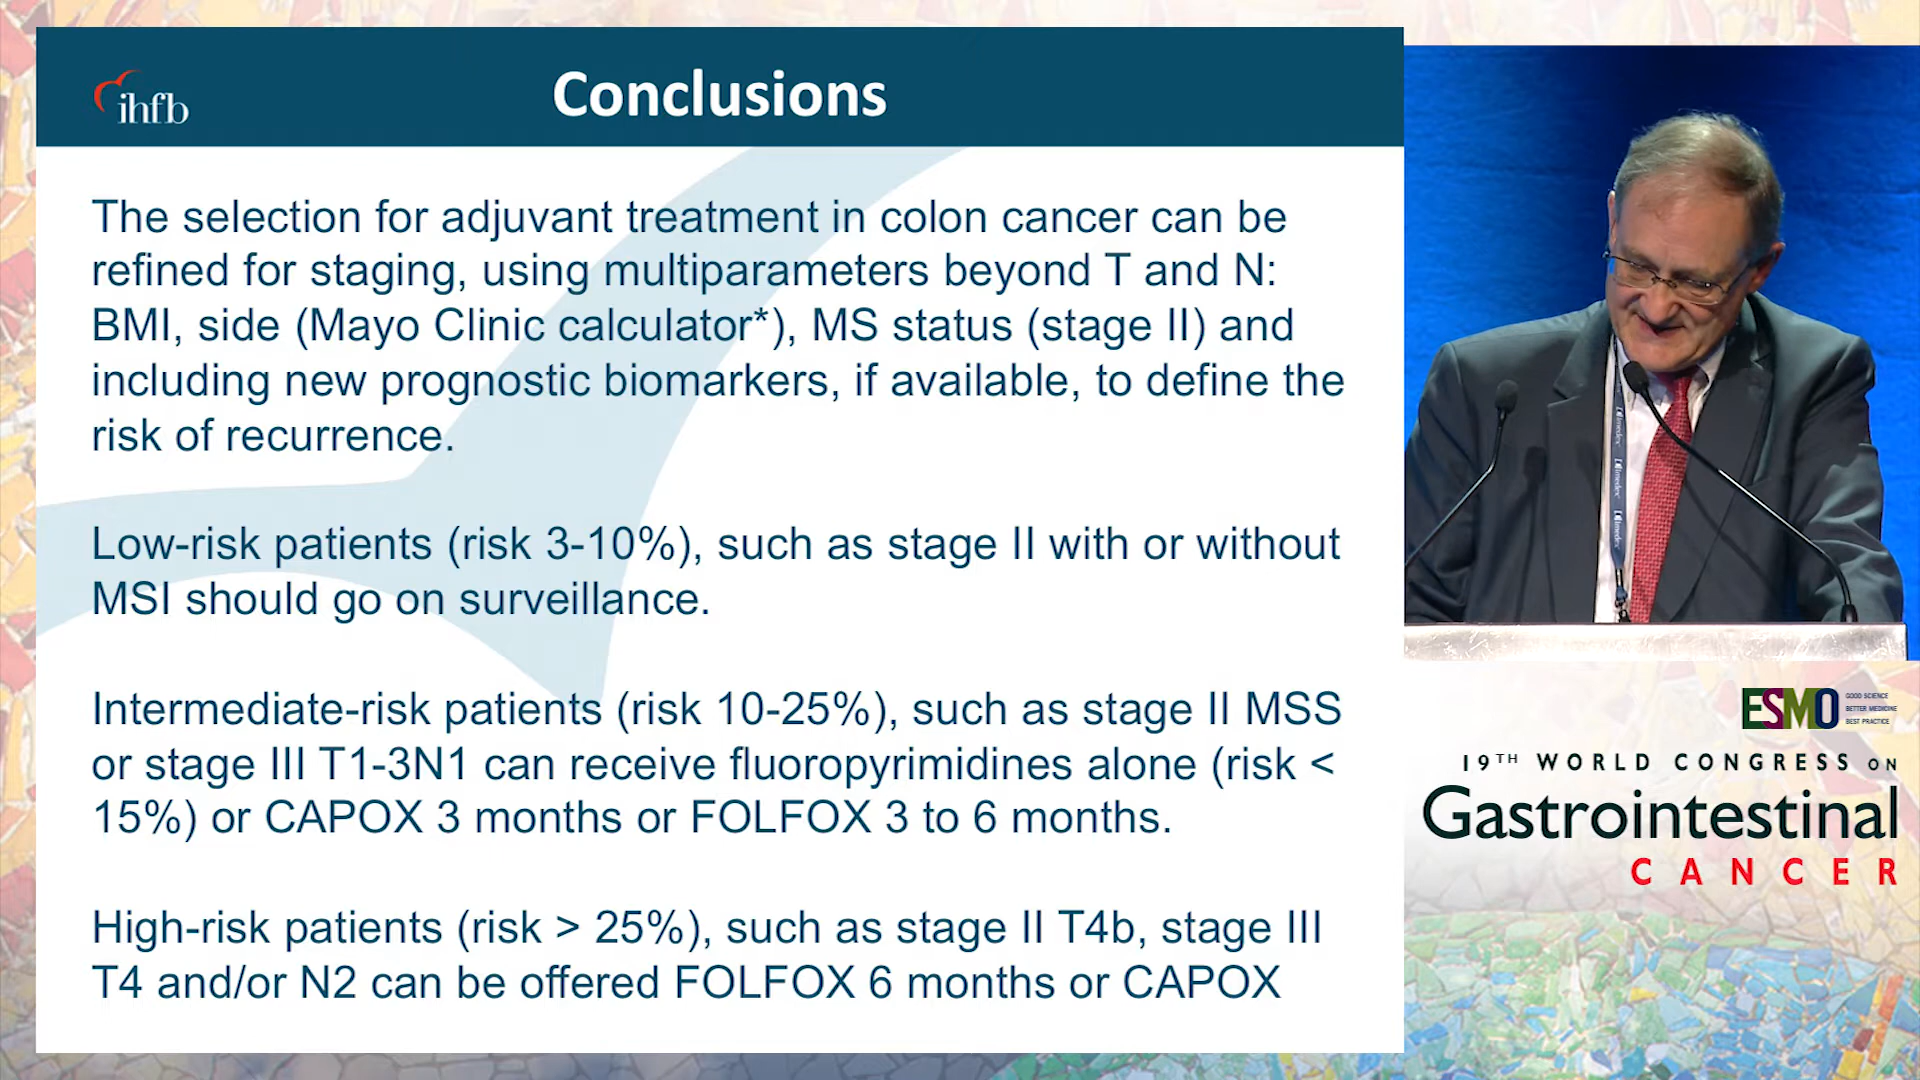 ihfb
Conclusions
The selection for adjuvant treatment in colon cancer can be
refined for staging, using multiparameters beyond T and N:
BMI, side (Mayo Clinic calculator*), MS status (stage II) and
including new prognostic biomarkers, if available, to define the
risk of recurrence.
Low-risk patients (risk 3-10%), such as stage II with or without
MSI should go on surveillance.
Intermediate-risk patients (risk 10-25%), such as stage II MSS
or stage III T1-3N1 can receive fluoropyrimidines alone (risk <
15%) or CAPOX 3 months or FOLFOX 3 to 6 months.
High-risk patients (risk > 25%), such as stage II T4b, stage III
T4 and/or N2 can be offered FOLFOX 6 months or CAPOX
imedex
imedex
imedex
ESMO
GOOD SCIENCE
BETTER MEDICINE
BEST PRACTICE
19TH WORLD CONGRESS ON
Gastrointestinal
CANCER